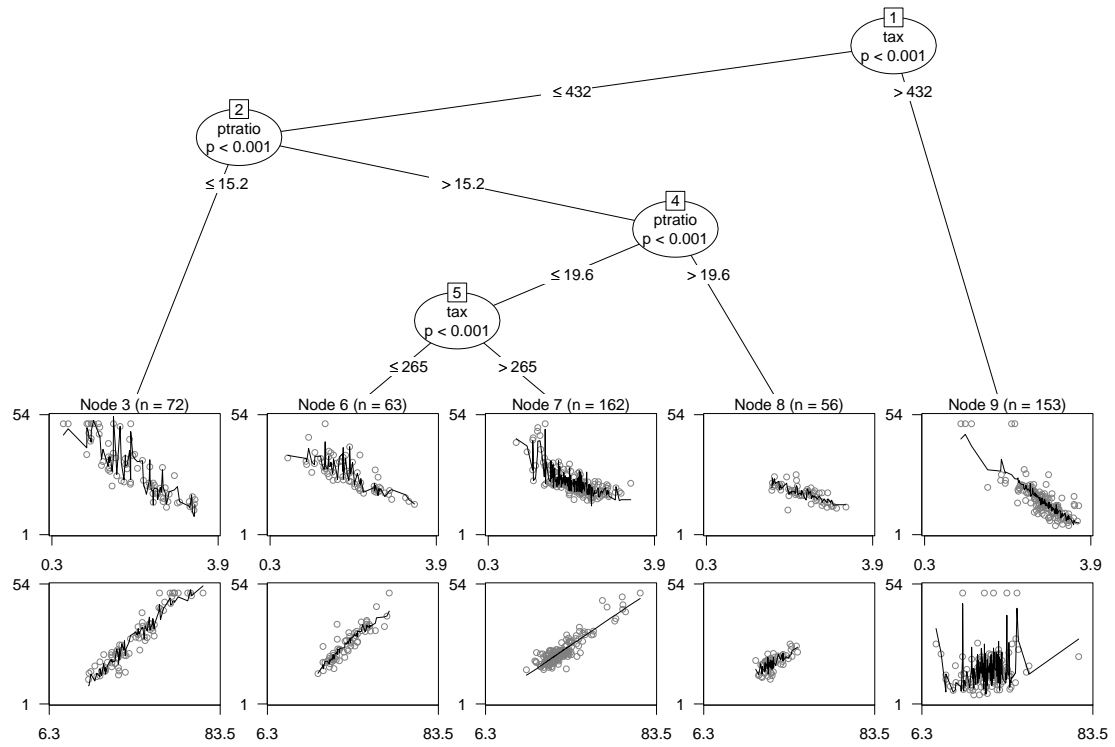 1
tax
p < 0.001
≤ 432
> 432
2
ptratio
p < 0.001
≤ 15.2
> 15.2
4
ptratio
p < 0.001
≤ 19.6
> 19.6
5
tax
p < 0.001
≤ 265
> 265
Node 3 (n = 72)
Node 6 (n = 63)
Node 7 (n = 162)
Node 8 (n = 56)
Node 9 (n = 153)
54 54 54 54 54
1 1 1 1 1
0.3 3.9 0.3 3.9 0.3 3.9 0.3 3.9 0.3 3.9
54 54 54 54 54
1 1 1 1 1
6.3 83.5 6.3 83.5 6.3 83.5 6.3 83.5 6.3 83.5